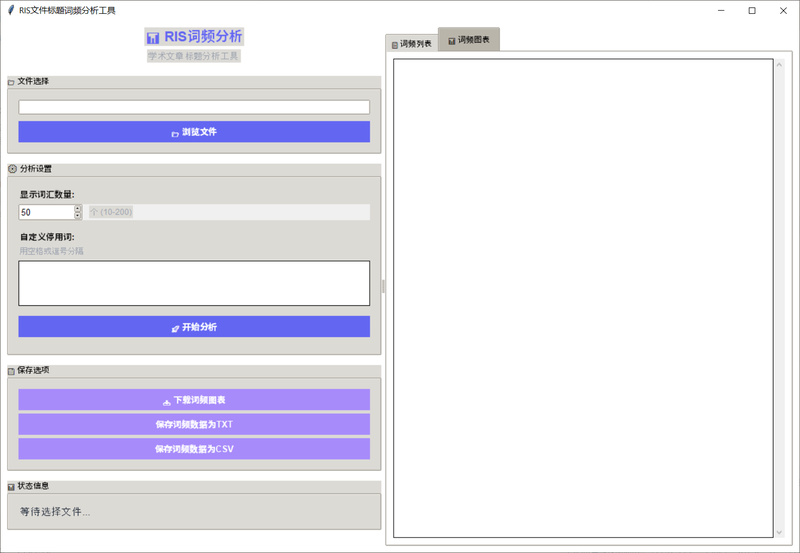 RIS文件标题词频分析工具
RIS词频分析
学术文章标题分析工具
文件选择
浏览文件
分析设置
显示词汇数量:
50
个 (10-200)
自定义停用词:
用空格或逗号分隔
开始分析
保存选项
下载词频图表
保存词频数据为TXT
保存词频数据为CSV
状态信息
等待选择文件...
词频列表
词频图表